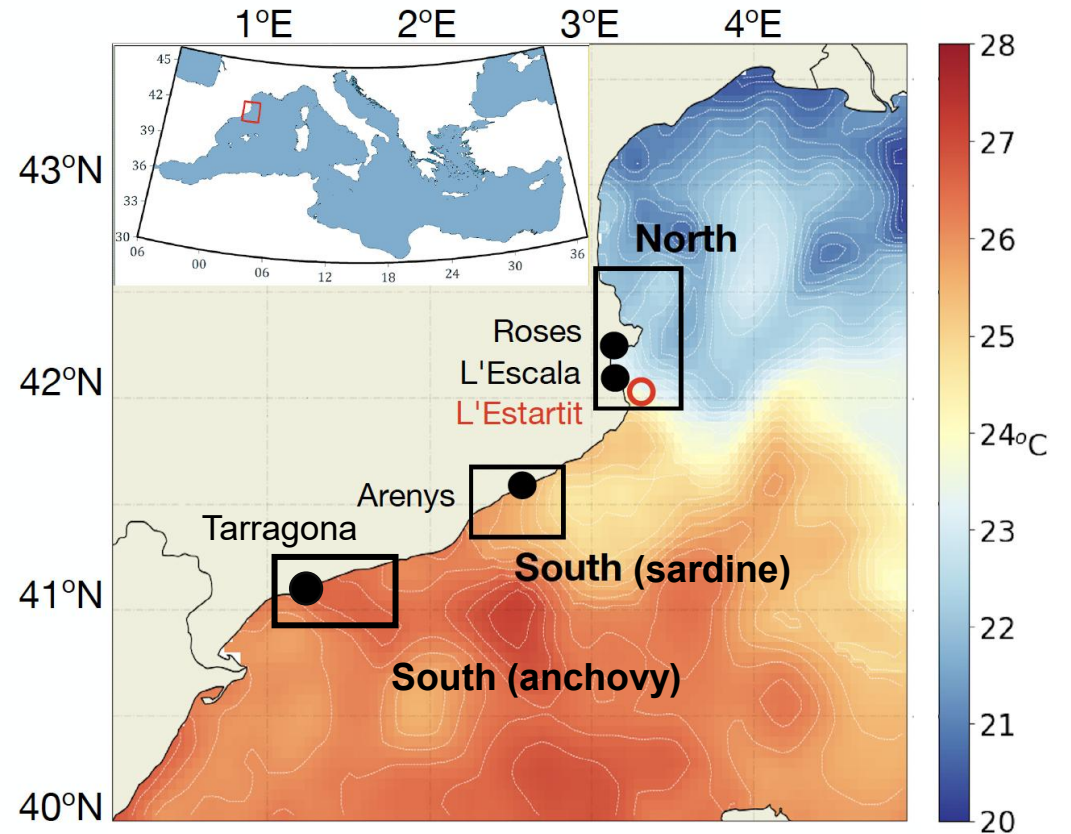 1ºE 2ºE 3ºE 4ºE
43ºN
42ºN
41ºN
40ºN
45
42
39
36
33
30
06
00
06
12
18
24
30
36
North
Roses
L'Escala
L'Estartit
Arenys
Tarragona
South (sardine)
South (anchovy)
28
27
26
25
24ºC
23
22
21
20